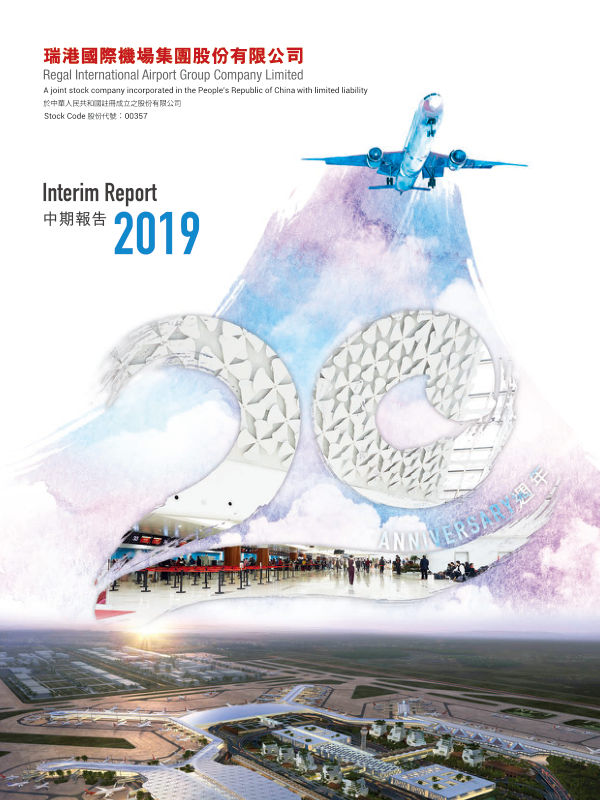 瑞港國際機場集團股份有限公司
Regal International Airport Group Company Limited
A joint stock company incorporated in the People's Republic of China with limited liability
於中華人民共和國註冊成立之股份有限公司
Stock Code 股份代號：00357
Interim Report
中期報告 2019
20
ANNIVERSARY 週年